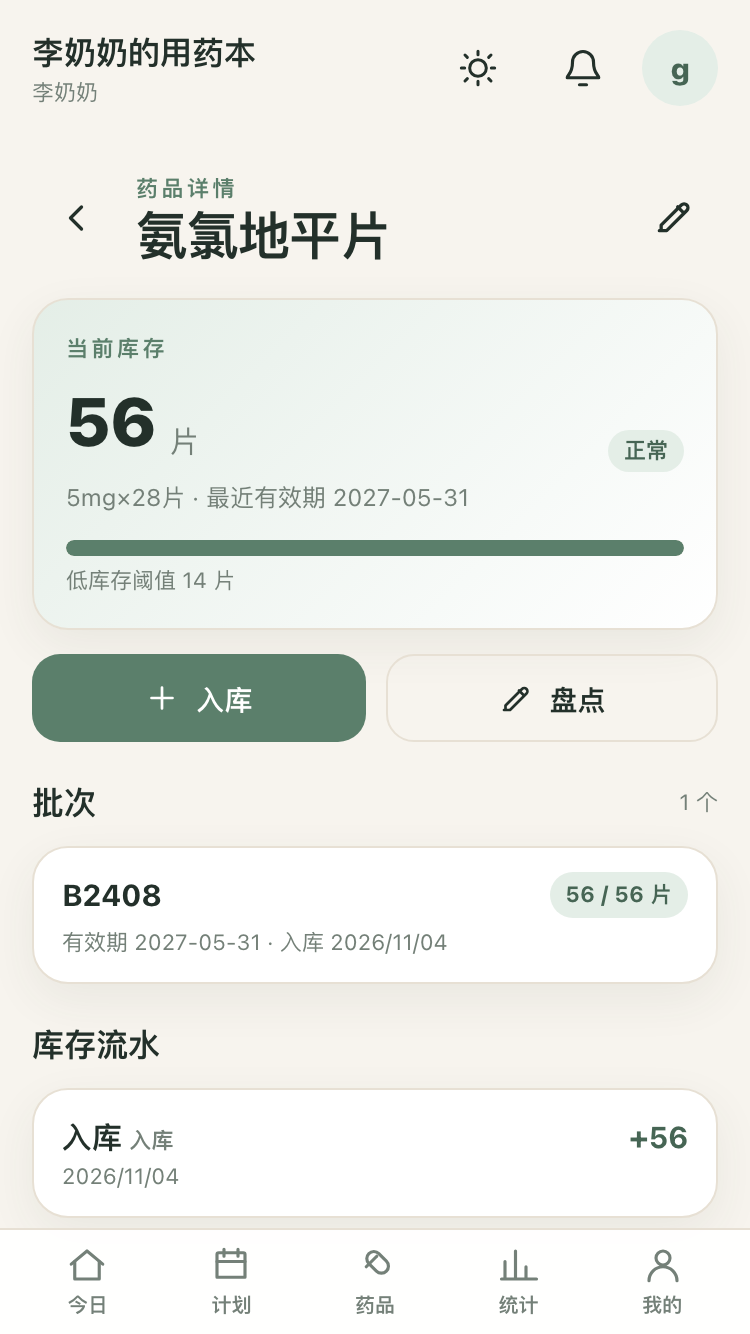 李奶奶的用药本
李奶奶
g
药品详情
氨氯地平片
当前库存
56 片
正常
5mg×28片 · 最近有效期 2027-05-31
低库存阈值 14 片
入库
盘点
批次
1 个
B2408
56 / 56 片
有效期 2027-05-31 · 入库 2026/11/04
库存流水
入库 入库
+56
2026/11/04
今日
计划
药品
统计
我的